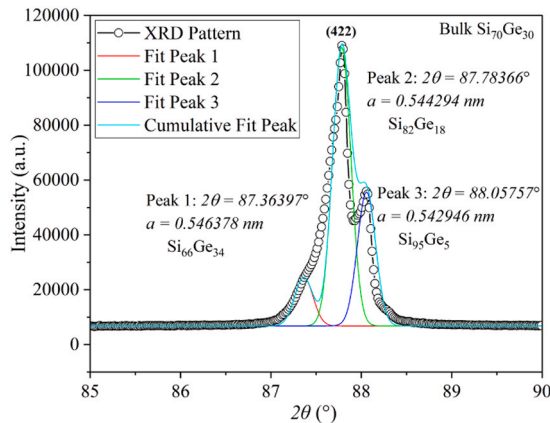 (422)
Bulk Si₇₀Ge₃₀
XRD Pattern
Fit Peak 1
Fit Peak 2
Fit Peak 3
Cumulative Fit Peak
Peak 2: 2θ = 87.78366°
a = 0.544294 nm
Si₈₂Ge₁₈
Peak 1: 2θ = 87.36397°
a = 0.546378 nm
Si₆₆Ge₃₄
Peak 3: 2θ = 88.05757°
a = 0.542946 nm
Si₉₅Ge₅
Intensity (a.u.)
120000
100000
80000
60000
40000
20000
0
85
86
87
88
89
90
2θ (°)